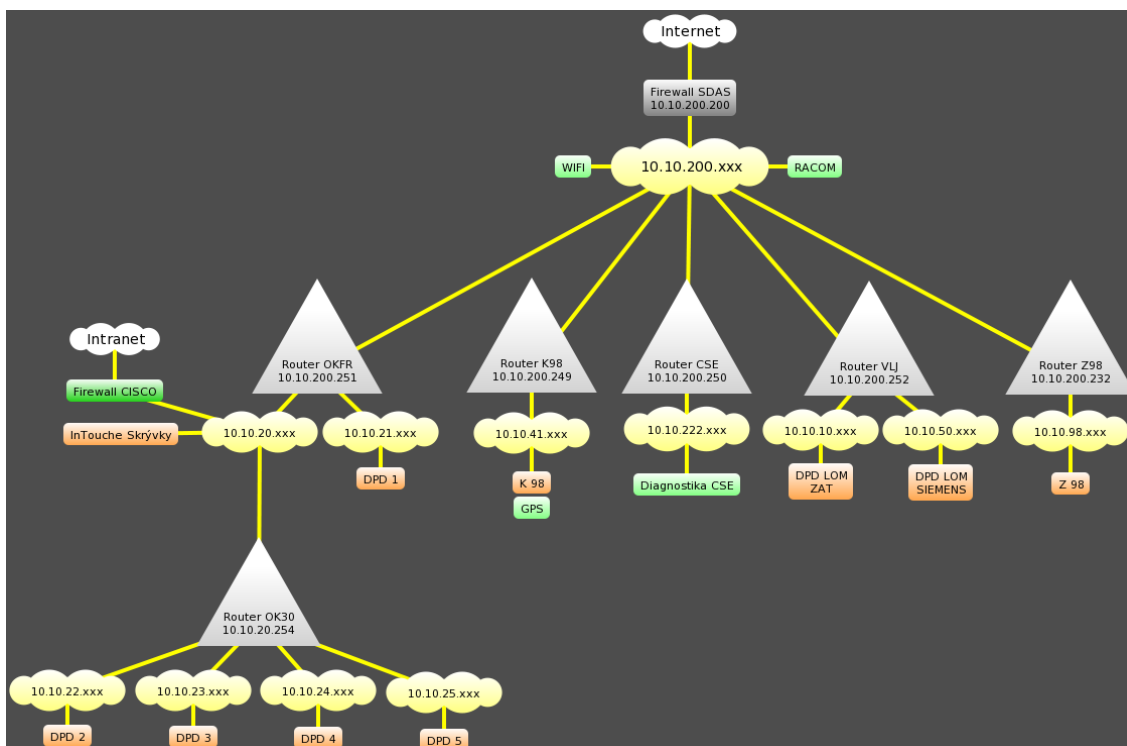 Internet
Firewall SDAS
10.10.200.200
WIFI
10.10.200.xxx
RACOM
Intranet
Firewall CISCO
InTouche Skrývky
Router OKFR
10.10.200.251
Router K98
10.10.200.249
Router CSE
10.10.200.250
Router VLJ
10.10.200.252
Router Z98
10.10.200.232
10.10.20.xxx
10.10.21.xxx
10.10.41.xxx
10.10.222.xxx
10.10.10.xxx
10.10.50.xxx
10.10.98.xxx
DPD 1
K 98
GPS
Diagnostika CSE
DPD LOM
ZAT
DPD LOM
SIEMENS
Z 98
Router OK30
10.10.20.254
10.10.22.xxx
10.10.23.xxx
10.10.24.xxx
10.10.25.xxx
DPD 2
DPD 3
DPD 4
DPD 5